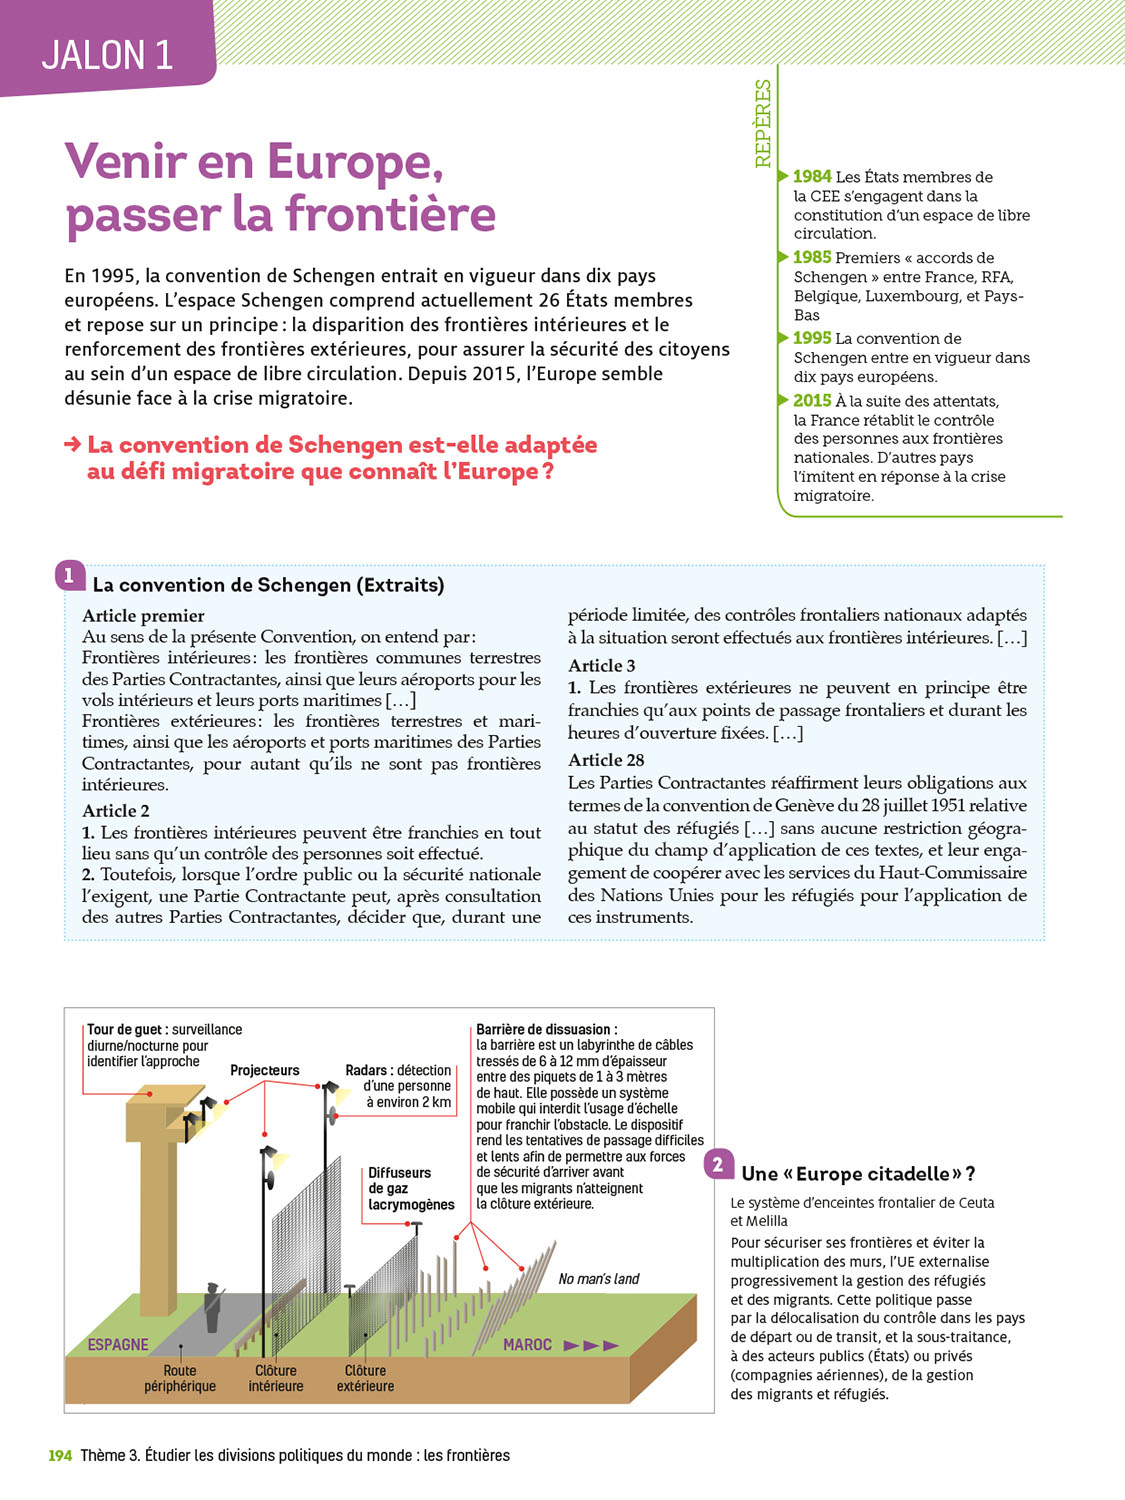 JALON 1
Venir en Europe,
passer la frontière
En 1995, la convention de Schengen entrait en vigueur dans dix pays
européens. L'espace Schengen comprend actuellement 26 États membres
et repose sur un principe : la disparition des frontières intérieures et le
renforcement des frontières extérieures, pour assurer la sécurité des citoyens
au sein d'un espace de libre circulation. Depuis 2015, l'Europe semble
désunie face à la crise migratoire.
→ La convention de Schengen est-elle adaptée
au défi migratoire que connaît l'Europe ?
REPÈRES
1984 Les États membres de
la CEE s'engagent dans la
constitution d'un espace de libre
circulation.
1985 Premiers « accords de
Schengen » entre France, RFA,
Belgique, Luxembourg, et Pays-
Bas
1995 La convention de
Schengen entre en vigueur dans
dix pays européens.
2015 À la suite des attentats,
la France rétablit le contrôle
des personnes aux frontières
nationales. D'autres pays
l'imitent en réponse à la crise
migratoire.
1
La convention de Schengen (Extraits)
Article premier
Au sens de la présente Convention, on entend par :
Frontières intérieures : les frontières communes terrestres
des Parties Contractantes, ainsi que leurs aéroports pour les
vols intérieurs et leurs ports maritimes […]
Frontières extérieures : les frontières terrestres et mari-
times, ainsi que les aéroports et ports maritimes des Parties
Contractantes, pour autant qu'ils ne sont pas frontières
intérieures.
Article 2
1. Les frontières intérieures peuvent être franchies en tout
lieu sans qu'un contrôle des personnes soit effectué.
2. Toutefois, lorsque l'ordre public ou la sécurité nationale
l'exigent, une Partie Contractante peut, après consultation
des autres Parties Contractantes, décider que, durant une
période limitée, des contrôles frontaliers nationaux adaptés
à la situation seront effectués aux frontières intérieures. […]
Article 3
1. Les frontières extérieures ne peuvent en principe être
franchies qu'aux points de passage frontaliers et durant les
heures d'ouverture fixées. […]
Article 28
Les Parties Contractantes réaffirment leurs obligations aux
termes de la convention de Genève du 28 juillet 1951 relative
au statut des réfugiés […] sans aucune restriction géogra-
phique du champ d'application de ces textes, et leur enga-
gement de coopérer avec les services du Haut-Commissaire
des Nations Unies pour les réfugiés pour l'application de
ces instruments.
Tour de guet : surveillance
diurne/nocturne pour
identifier l'approche
Projecteurs
Radars : détection
d'une personne
à environ 2 km
Diffuseurs
de gaz
lacrymogènes
Barrière de dissuasion :
la barrière est un labyrinthe de câbles
tressés de 6 à 12 mm d'épaisseur
entre des piquets de 1 à 3 mètres
de haut. Elle possède un système
mobile qui interdit l'usage d'échelle
pour franchir l'obstacle. Le dispositif
rend les tentatives de passage difficiles
et lents afin de permettre aux forces
de sécurité d'arriver avant
que les migrants n'atteignent
la clôture extérieure.
No man's land
ESPAGNE
MAROC
Route
périphérique
Clôture
intérieure
Clôture
extérieure
2
Une « Europe citadelle » ?
Le système d'enceintes frontalier de Ceuta
et Melilla
Pour sécuriser ses frontières et éviter la
multiplication des murs, l'UE externalise
progressivement la gestion des réfugiés
et des migrants. Cette politique passe
par la délocalisation du contrôle dans les pays
de départ ou de transit, et la sous-traitance,
à des acteurs publics (États) ou privés
(compagnies aériennes), de la gestion
des migrants et réfugiés.
194 Thème 3. Étudier les divisions politiques du monde : les frontières